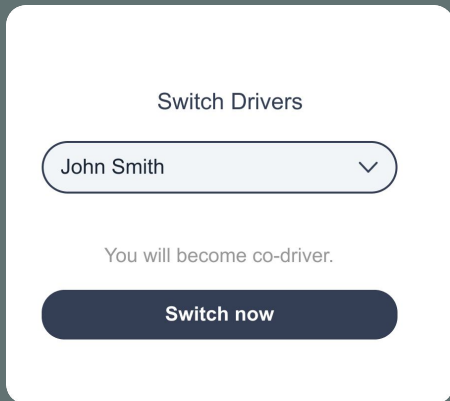 Switch Drivers
John Smith
You will become co-driver.
Switch now